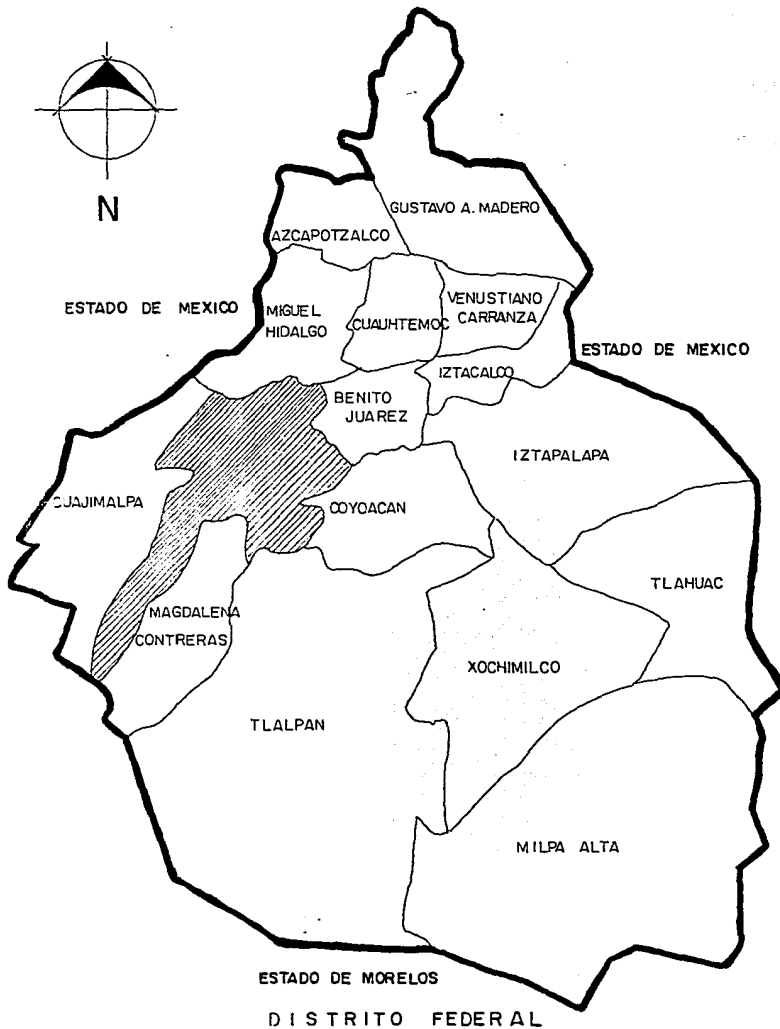 N
GUSTAVO A. MADERO
AZCAPOTZALCO
ESTADO DE MEXICO
MIGUEL
HIDALGO
CUAUHTEMOC
VENUSTIANO
CARRANZA
ESTADO DE MEXICO
IZTACALCO
BENITO
JUAREZ
IZTAPALAPA
CUAJIMALPA
COYOACAN
TLAHUAC
MAGDALENA
CONTRERAS
XOCHIMILCO
TLALPAN
MILPA ALTA
ESTADO DE MORELOS
DISTRITO FEDERAL